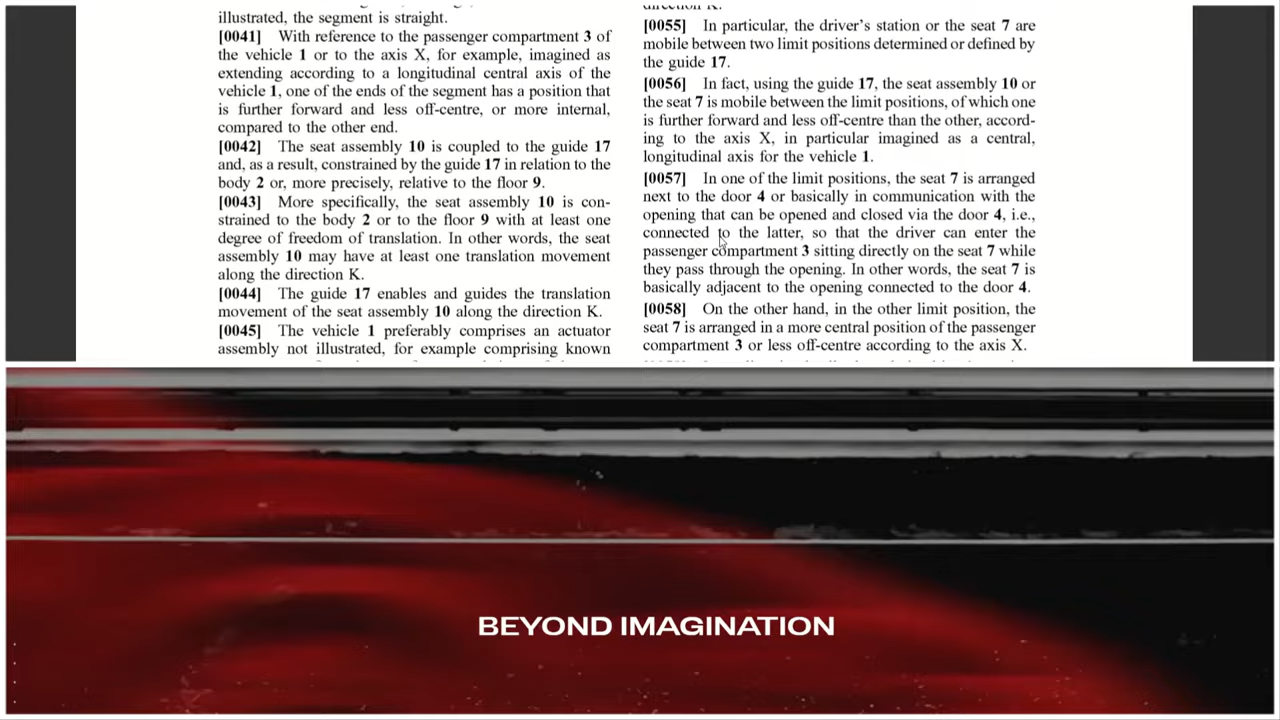 illustrated, the segment is straight.
[0041] With reference to the passenger compartment 3 of
the vehicle 1 or to the axis X, for example, imagined as
extending according to a longitudinal central axis of the
vehicle 1, one of the ends of the segment has a position that
is further forward and less off-centre, or more internal,
compared to the other end.
[0042] The seat assembly 10 is coupled to the guide 17
and, as a result, constrained by the guide 17 in relation to the
body 2 or, more precisely, relative to the floor 9.
[0043] More specifically, the seat assembly 10 is con-
strained to the body 2 or to the floor 9 with at least one
degree of freedom of translation. In other words, the seat
assembly 10 may have at least one translation movement
along the direction K.
[0044] The guide 17 enables and guides the translation
movement of the seat assembly 10 along the direction K.
[0045] The vehicle 1 preferably comprises an actuator
assembly not illustrated, for example comprising known
direction K.
[0055] In particular, the driver's station or the seat 7 are
mobile between two limit positions determined or defined by
the guide 17.
[0056] In fact, using the guide 17, the seat assembly 10 or
the seat 7 is mobile between the limit positions, of which one
is further forward and less off-centre than the other, accord-
ing to the axis X, in particular imagined as a central,
longitudinal axis for the vehicle 1.
[0057] In one of the limit positions, the seat 7 is arranged
next to the door 4 or basically in communication with the
opening that can be opened and closed via the door 4, i.e.,
connected to the latter, so that the driver can enter the
passenger compartment 3 sitting directly on the seat 7 while
they pass through the opening. In other words, the seat 7 is
basically adjacent to the opening connected to the door 4.
[0058] On the other hand, in the other limit position, the
seat 7 is arranged in a more central position of the passenger
compartment 3 or less off-centre according to the axis X.
BEYOND IMAGINATION